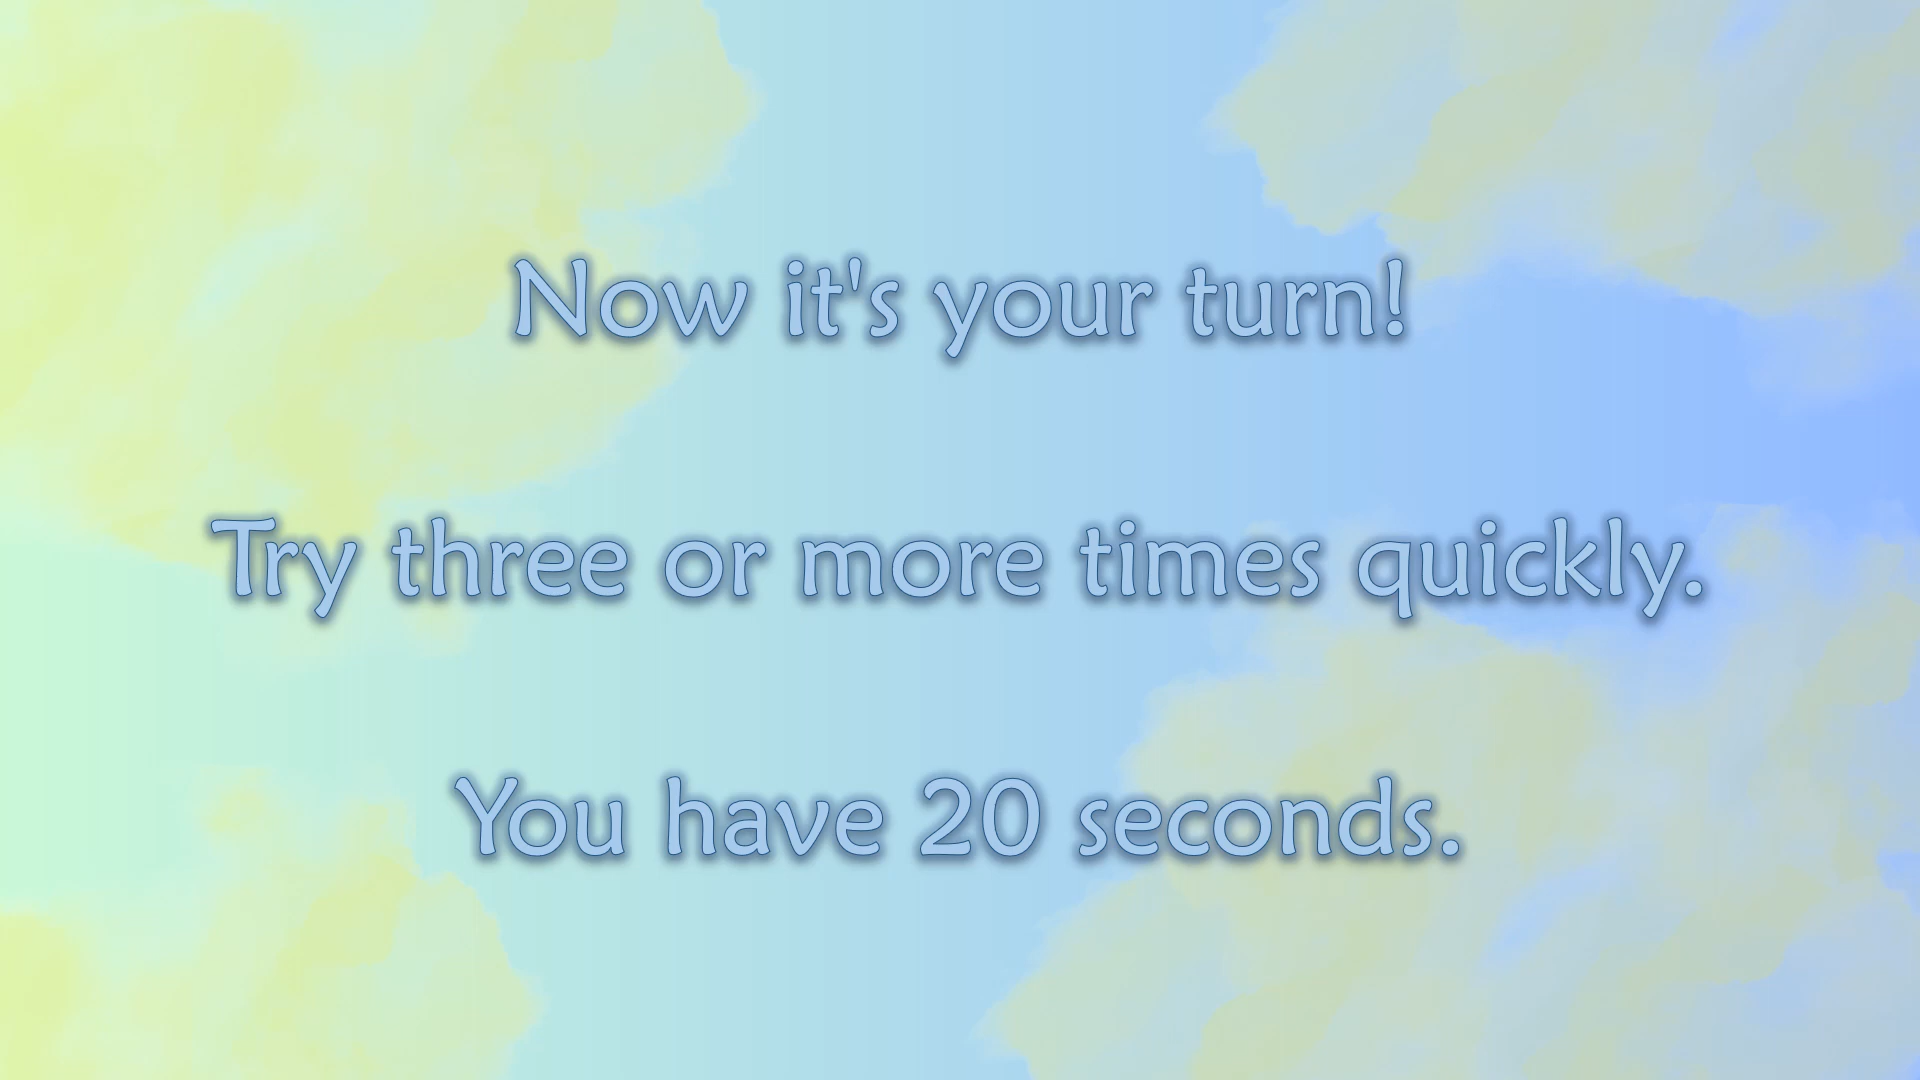 Now it's your turn!
Try three or more times quickly.
You have 20 seconds.